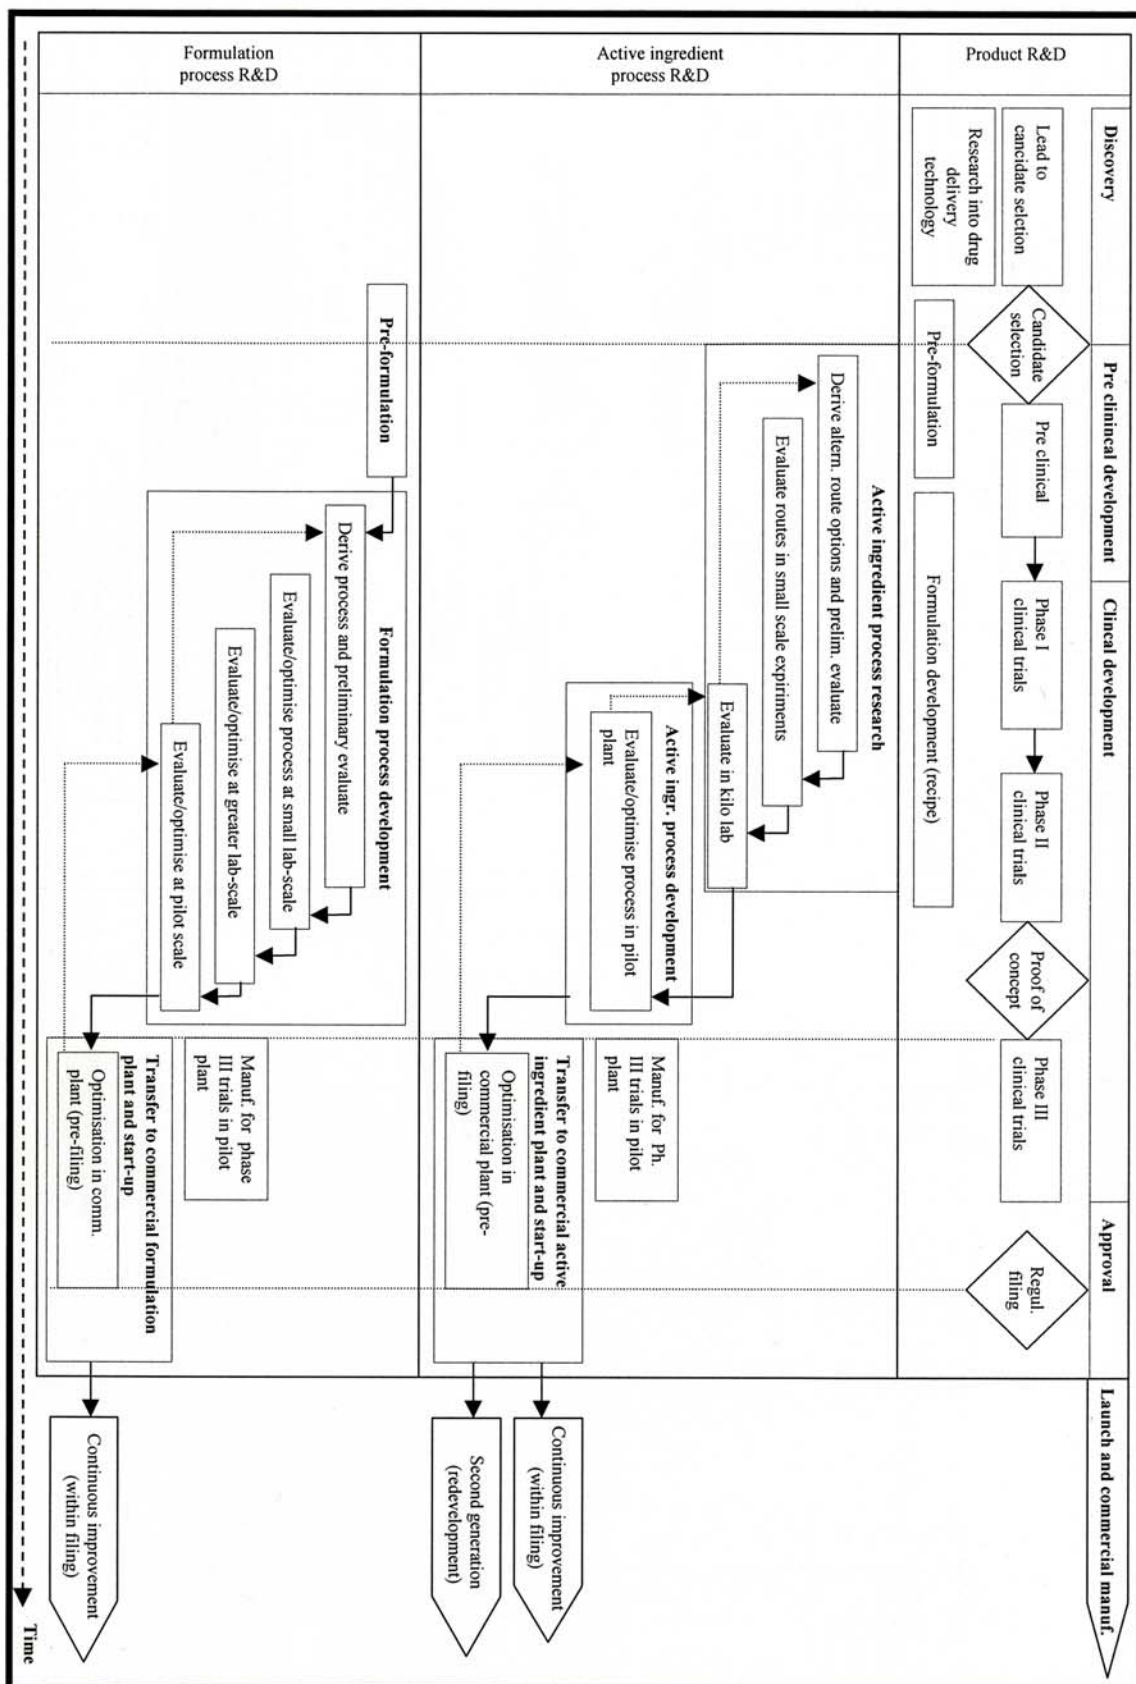 Discovery
Pre clinincal development
Clincal development
Approval
Launch and commercial manuf.
Product R&D
Lead to
cancidate selction
Research into drug
delivery
technology
Candidate
selection
Pre-formulation
Pre clinical
Formulation development (recipe)
Phase I
clinical trials
Phase II
clinical trials
Proof of
concept
Phase III
clinical trials
Regul.
filing
Active ingredient
process R&D
Active ingredient process research
Derive altern. route options and prelim. evaluate
Evaluate routes in small scale expiriments
Evaluate in kilo lab
Active ingr. process development
Evaluate/optimise process in pilot
plant
Manuf. for Ph.
III trials in pilot
plant
Transfer to commercial active
ingredient plant and start-up
Optimisation in
commercial plant (pre-
filing)
Continuous improvement
(within filing)
Second generation
(redevelopment)
Formulation
process R&D
Pre-formulation
Formulation process development
Derive process and preliminary evaluate
Evaluate/optimise process at small lab-scale
Evaluate/optimise at greater lab-scale
Evaluate/optimise at pilot scale
Manuf. for phase
III trials in pilot
plant
Transfer to commercial formulation
plant and start-up
Optimisation in comm.
plant (pre-filing)
Continuous improvement
(within filing)
Time